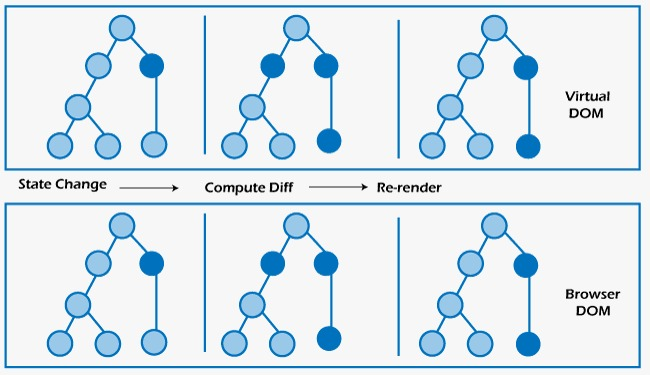 Virtual
DOM
State Change
Compute Diff
Re-render
Browser
DOM